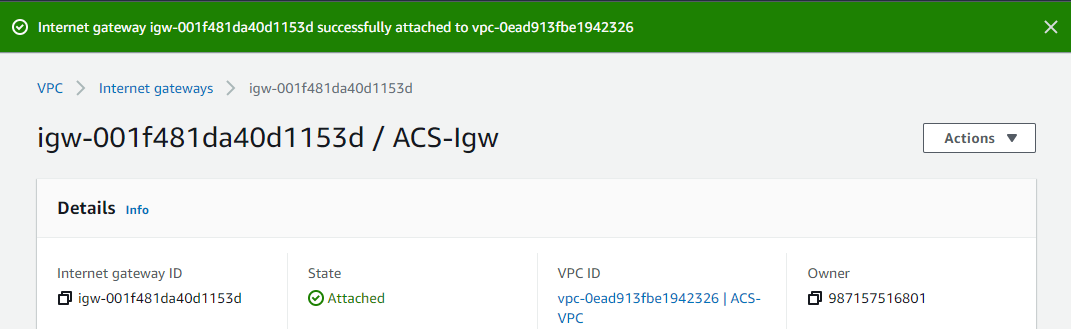 Internet gateway igw-001f481da40d1153d successfully attached to vpc-0ead913fbe1942326
VPC Internet gateways igw-001f481da40d1153d
igw-001f481da40d1153d / ACS-Igw
Actions
Details Info
Internet gateway ID
igw-001f481da40d1153d
State
Attached
VPC ID
vpc-0ead913fbe1942326 | ACS-
VPC
Owner
987157516801